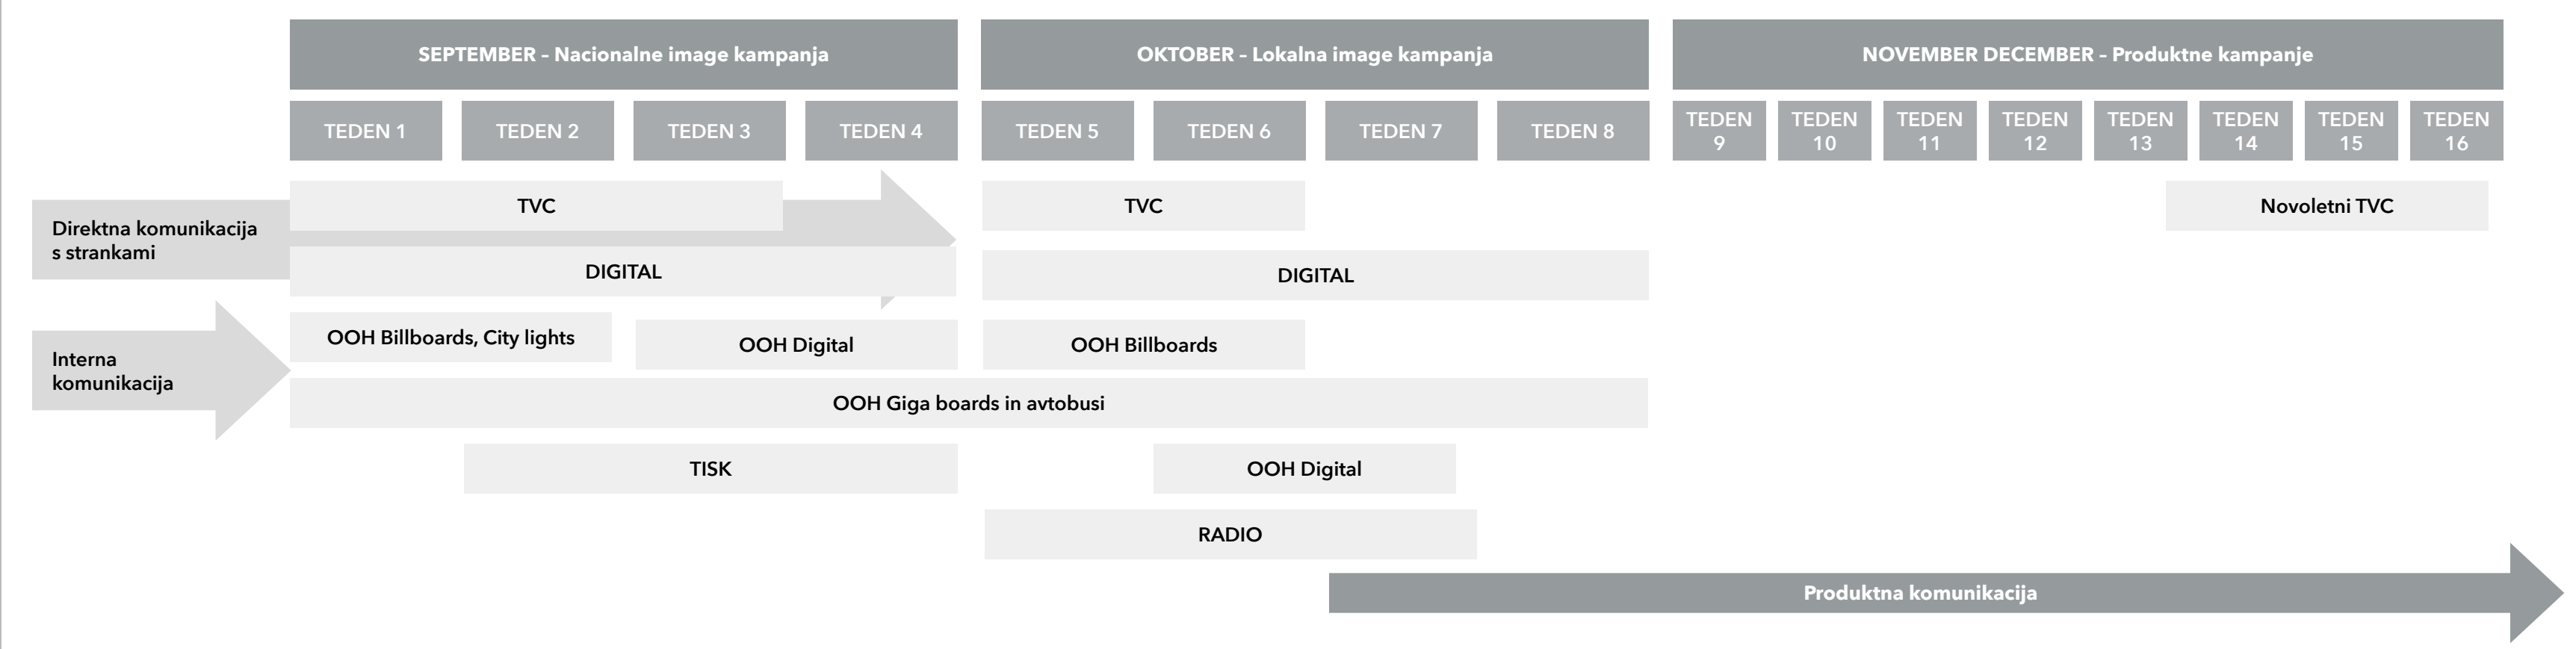 SEPTEMBER – Nacionalne image kampanja
OKTOBER – Lokalna image kampanja
NOVEMBER DECEMBER – Produktne kampanje
TEDEN 1
TEDEN 2
TEDEN 3
TEDEN 4
TEDEN 5
TEDEN 6
TEDEN 7
TEDEN 8
TEDEN
9
TEDEN
10
TEDEN
11
TEDEN
12
TEDEN
13
TEDEN
14
TEDEN
15
TEDEN
16
Direktna komunikacija
s strankami
TVC
TVC
Novoletni TVC
DIGITAL
DIGITAL
Interna
komunikacija
OOH Billboards, City lights
OOH Digital
OOH Billboards
OOH Giga boards in avtobusi
TISK
OOH Digital
RADIO
Produktna komunikacija